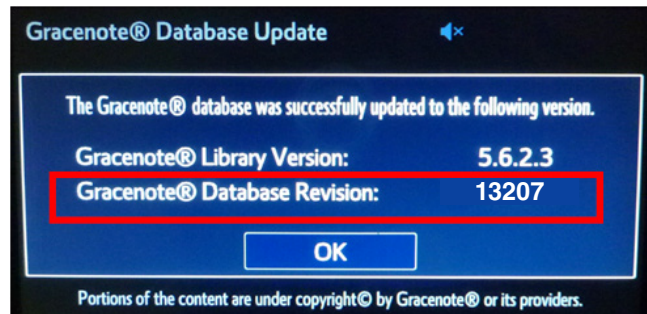 Gracenote® Database Update
The Gracenote® database was successfully updated to the following version.
Gracenote® Library Version: 5.6.2.3
Gracenote® Database Revision: 13207
OK
Portions of the content are under copyright© by Gracenote® or its providers.